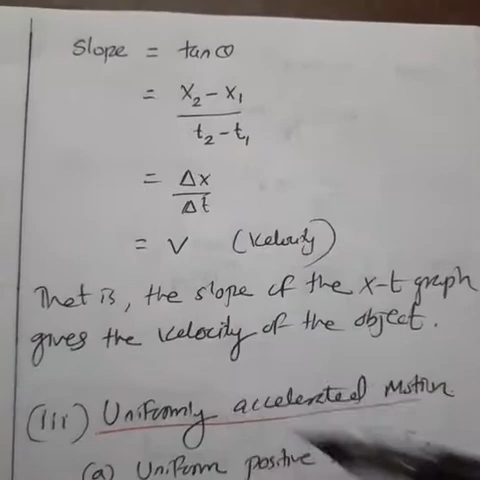 Slope = tan θ
= x₂ - x₁ / t₂ - t₁
= Δx / Δt
= v (velocity)
That is, the slope of the x-t graph
gives the velocity of the object.
(iii) Uniformly accelerated Motion
(a) Uniform positive